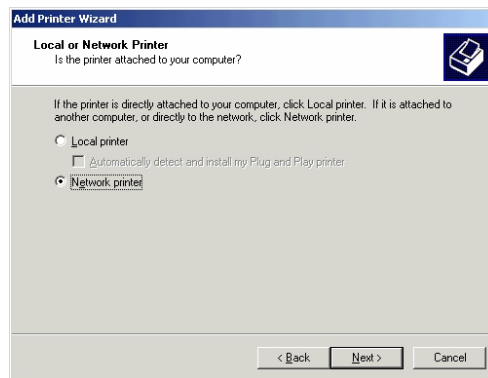 Add Printer Wizard
Local or Network Printer
Is the printer attached to your computer?
If the printer is directly attached to your computer, click Local printer. If it is attached to
another computer, or directly to the network, click Network printer.
Local printer
Automatically detect and install my Plug and Play printer
Network printer
< Back Next > Cancel